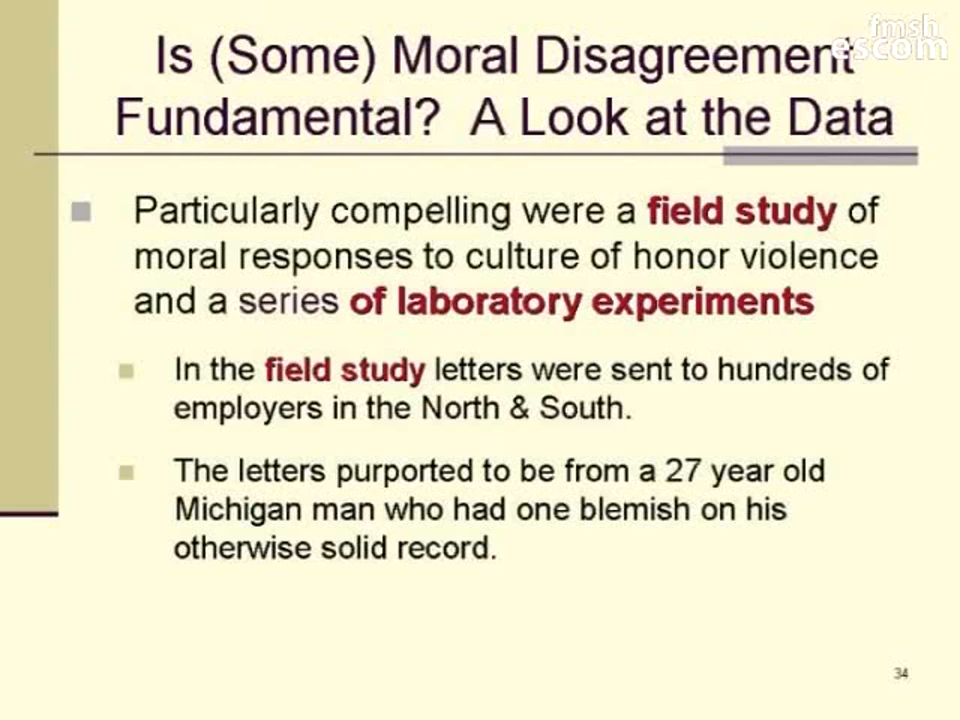 fmsh
escom
Is (Some) Moral Disagreement
Fundamental? A Look at the Data
Particularly compelling were a field study of
moral responses to culture of honor violence
and a series of laboratory experiments
In the field study letters were sent to hundreds of
employers in the North & South.
The letters purported to be from a 27 year old
Michigan man who had one blemish on his
otherwise solid record.
34